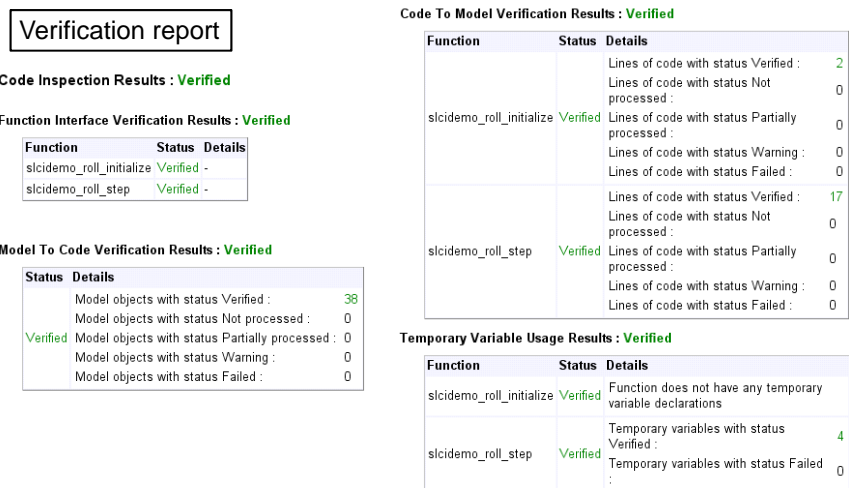 Verification report
Code Inspection Results : Verified
Function Interface Verification Results : Verified
Function Status Details
slcidemo_roll_initialize Verified -
slcidemo_roll_step Verified -
Model To Code Verification Results : Verified
Status Details
Verified
Model objects with status Verified : 38
Model objects with status Not processed : 0
Model objects with status Partially processed : 0
Model objects with status Warning : 0
Model objects with status Failed : 0
Code To Model Verification Results : Verified
Function Status Details
slcidemo_roll_initialize Verified
Lines of code with status Verified : 2
Lines of code with status Not
processed : 0
Lines of code with status Partially
processed : 0
Lines of code with status Warning : 0
Lines of code with status Failed : 0
slcidemo_roll_step Verified
Lines of code with status Verified : 17
Lines of code with status Not
processed : 0
Lines of code with status Partially
processed : 0
Lines of code with status Warning : 0
Lines of code with status Failed : 0
Temporary Variable Usage Results : Verified
Function Status Details
slcidemo_roll_initialize Verified
Function does not have any temporary
variable declarations
slcidemo_roll_step Verified
Temporary variables with status
Verified : 4
Temporary variables with status Failed
: 0